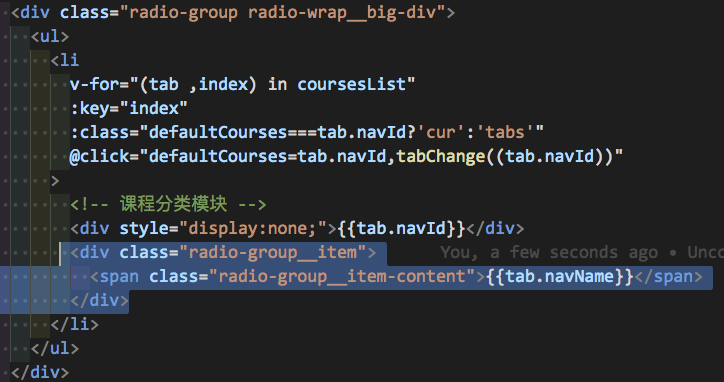 <div class="radio-group radio-wrap__big-div">
<ul>
<li
v-for="(tab ,index) in coursesList"
:key="index"
:class="defaultCourses===tab.navId?'cur':'tabs'"
@click="defaultCourses=tab.navId,tabChange((tab.navId))"
>
<!-- 课程分类模块 -->
<div style="display:none;">{{tab.navId}}</div>
<div class="radio-group__item"> You, a few seconds ago • Unco
<span class="radio-group__item-content">{{tab.navName}}</span>
</div>
</li>
</ul>
</div>